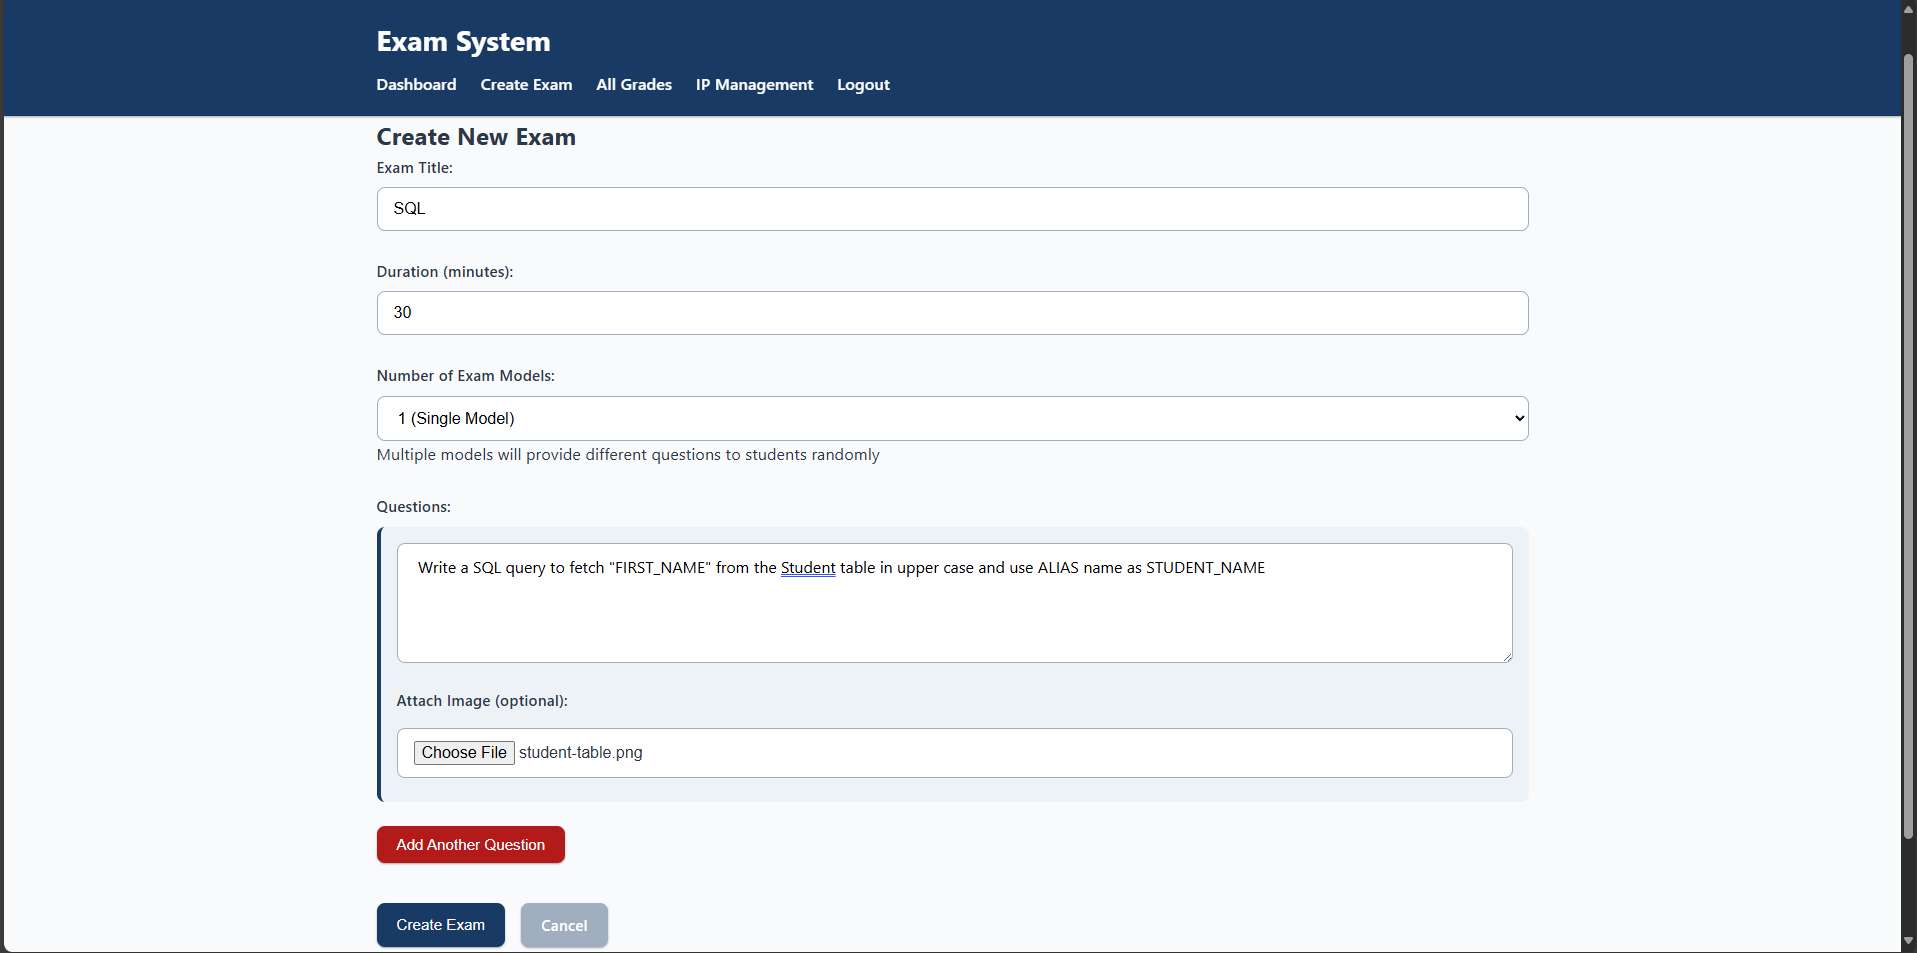 Exam System
Dashboard Create Exam All Grades IP Management Logout
Create New Exam
Exam Title:
SQL
Duration (minutes):
30
Number of Exam Models:
1 (Single Model)
Multiple models will provide different questions to students randomly
Questions:
Write a SQL query to fetch "FIRST_NAME" from the Student table in upper case and use ALIAS name as STUDENT_NAME
Attach Image (optional):
Choose File student-table.png
Add Another Question
Create Exam Cancel